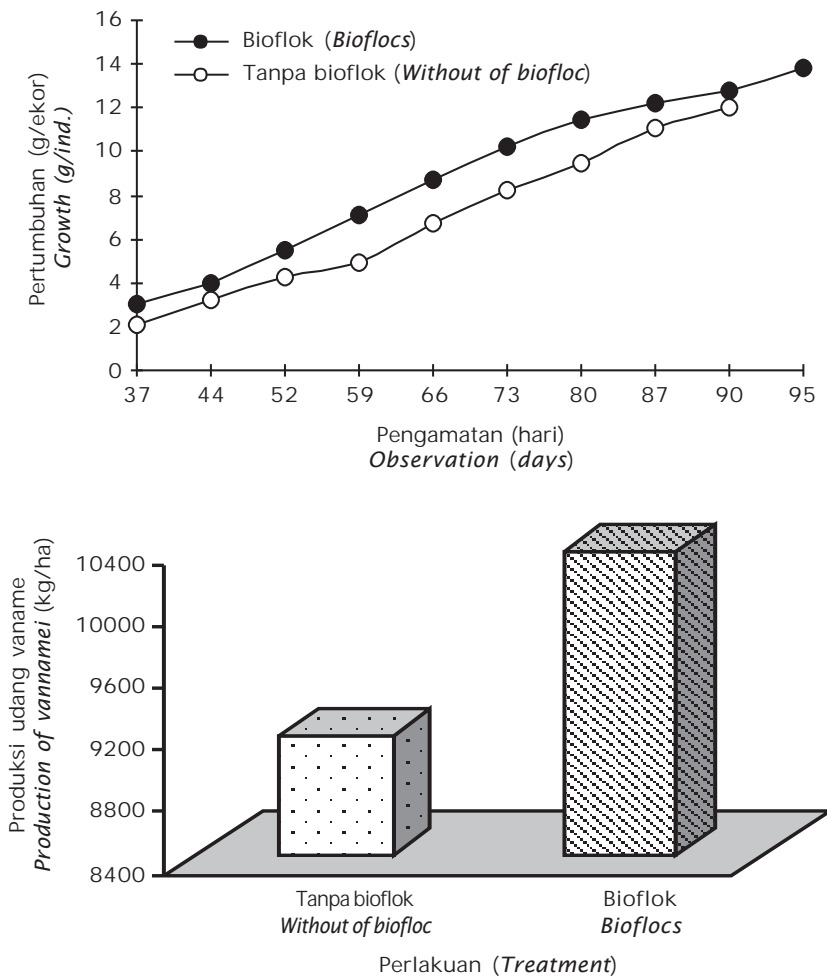 16
14
12
10
8
6
4
2
0
Pertumbuhan (g/ekor)
Growth (g/ind.)
Bioflok (Bioflocs)
Tanpa bioflok (Without of biofloc)
37 44 52 59 66 73 80 87 90 95
Pengamatan (hari)
Observation (days)
Produksi udang vaname
Production of vannamei (kg/ha)
10400
10000
9600
9200
8800
8400
Tanpa bioflok
Without of biofloc
Bioflok
Bioflocs
Perlakuan (Treatment)